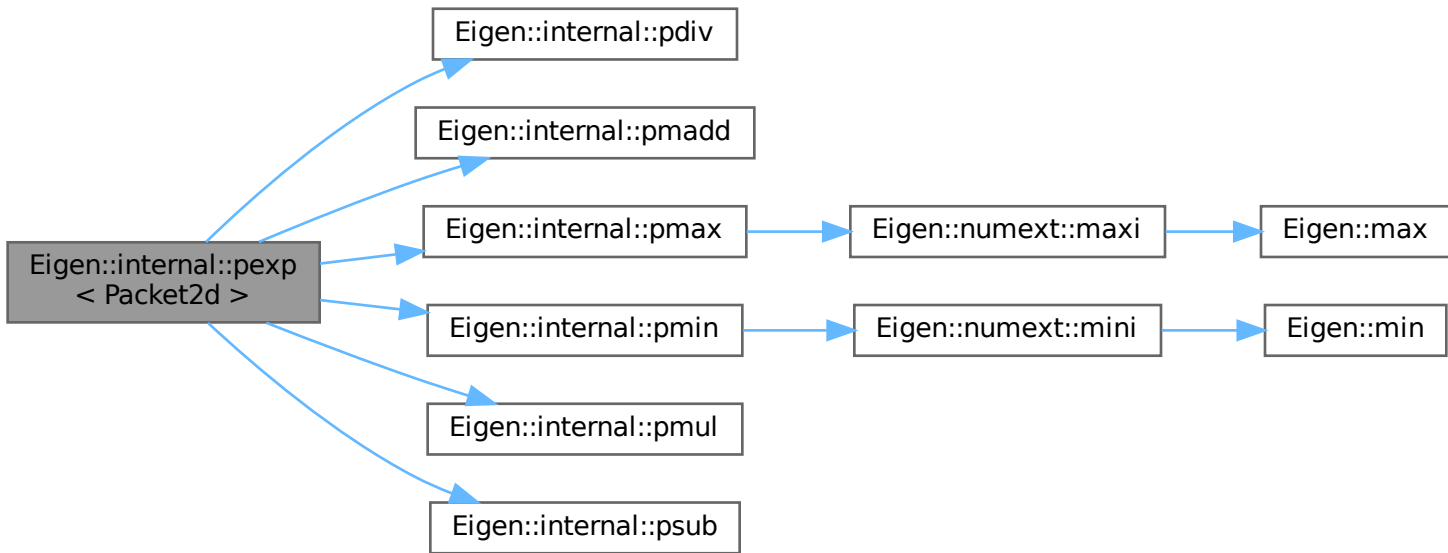 Eigen::internal::pdiv
Eigen::internal::pmadd
Eigen::internal::pexp
< Packet2d >
Eigen::internal::pmax
Eigen::numext::maxi
Eigen::max
Eigen::internal::pmin
Eigen::numext::mini
Eigen::min
Eigen::internal::pmul
Eigen::internal::psub